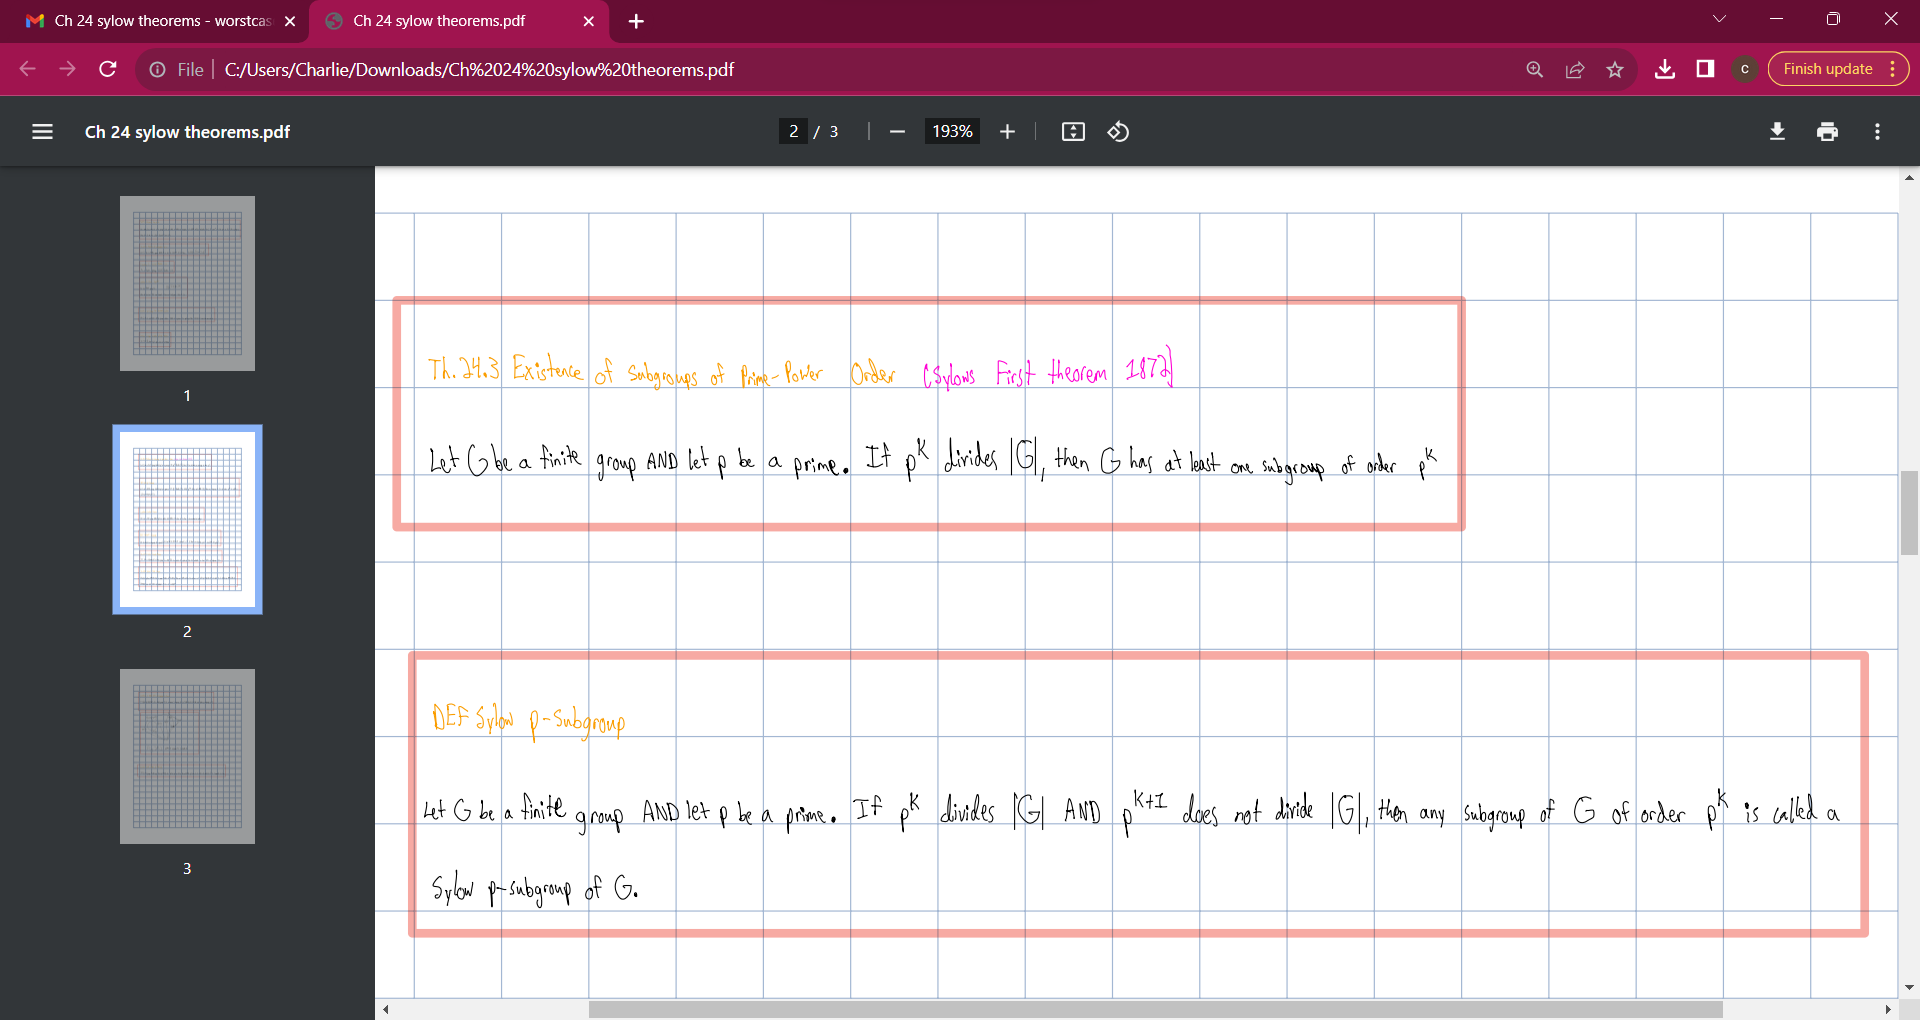 Ch 24 sylow theorems - worstcas
Ch 24 sylow theorems.pdf
File
C:/Users/Charlie/Downloads/Ch%2024%20sylow%20theorems.pdf
c
Finish update
Ch 24 sylow theorems.pdf
2 / 3
193%
1
2
3
Th. 24.3 Existence of Subgroups of Prime-Power Order (Sylows First theorem 1872)
Let G be a finite group AND let p be a prime. If p^k divides |G|, then G has at least one subgroup of order p^k
DEF Sylow p-subgroup
Let G be a finite group AND let p be a prime. If p^k divides |G| AND p^k+1 does not divide |G|, then any subgroup of G of order p^k is called a
Sylow p-subgroup of G.